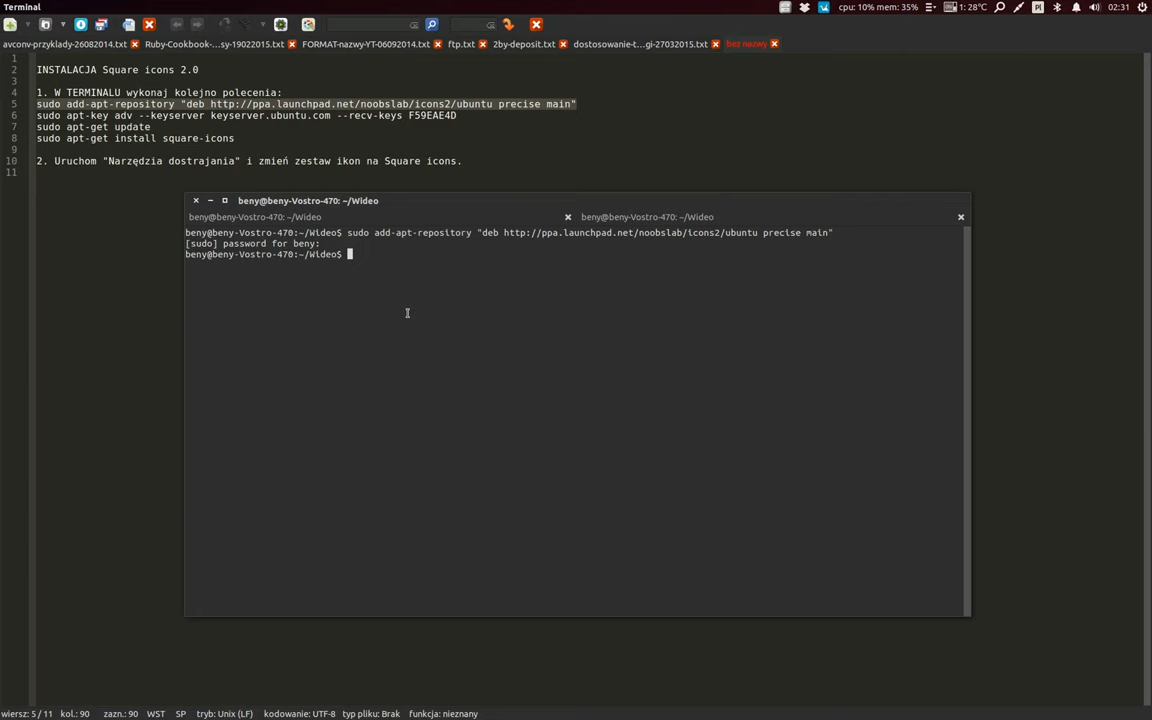 Terminal
cpu: 10% mem: 35%
1: 28°C
Pl
02:31
avconv-przyklady-26082014.txt Ruby-Cookbook-...sy-19022015.txt FORMAT-nazwy-YT-06092014.txt ftp.txt 2by-deposit.txt dostosowanie-t...gi-27032015.txt bez nazwy
1
2 INSTALACJA Square icons 2.0
3
4 1. W TERMINALU wykonaj kolejno polecenia:
5 sudo add-apt-repository "deb http://ppa.launchpad.net/noobslab/icons2/ubuntu precise main"
6 sudo apt-key adv --keyserver keyserver.ubuntu.com --recv-keys F59EAE4D
7 sudo apt-get update
8 sudo apt-get install square-icons
9
10 2. Uruchom "Narzędzia dostrajania" i zmień zestaw ikon na Square icons.
11
beny@beny-Vostro-470: ~/Wideo
beny@beny-Vostro-470: ~/Wideo beny@beny-Vostro-470: ~/Wideo
beny@beny-Vostro-470:~/Wideo$ sudo add-apt-repository "deb http://ppa.launchpad.net/noobslab/icons2/ubuntu precise main"
[sudo] password for beny:
beny@beny-Vostro-470:~/Wideo$
wiersz: 5 / 11 kol.: 90 zazn.: 90 WST SP tryb: Unix (LF) kodowanie: UTF-8 typ pliku: Brak funkcja: nieznany